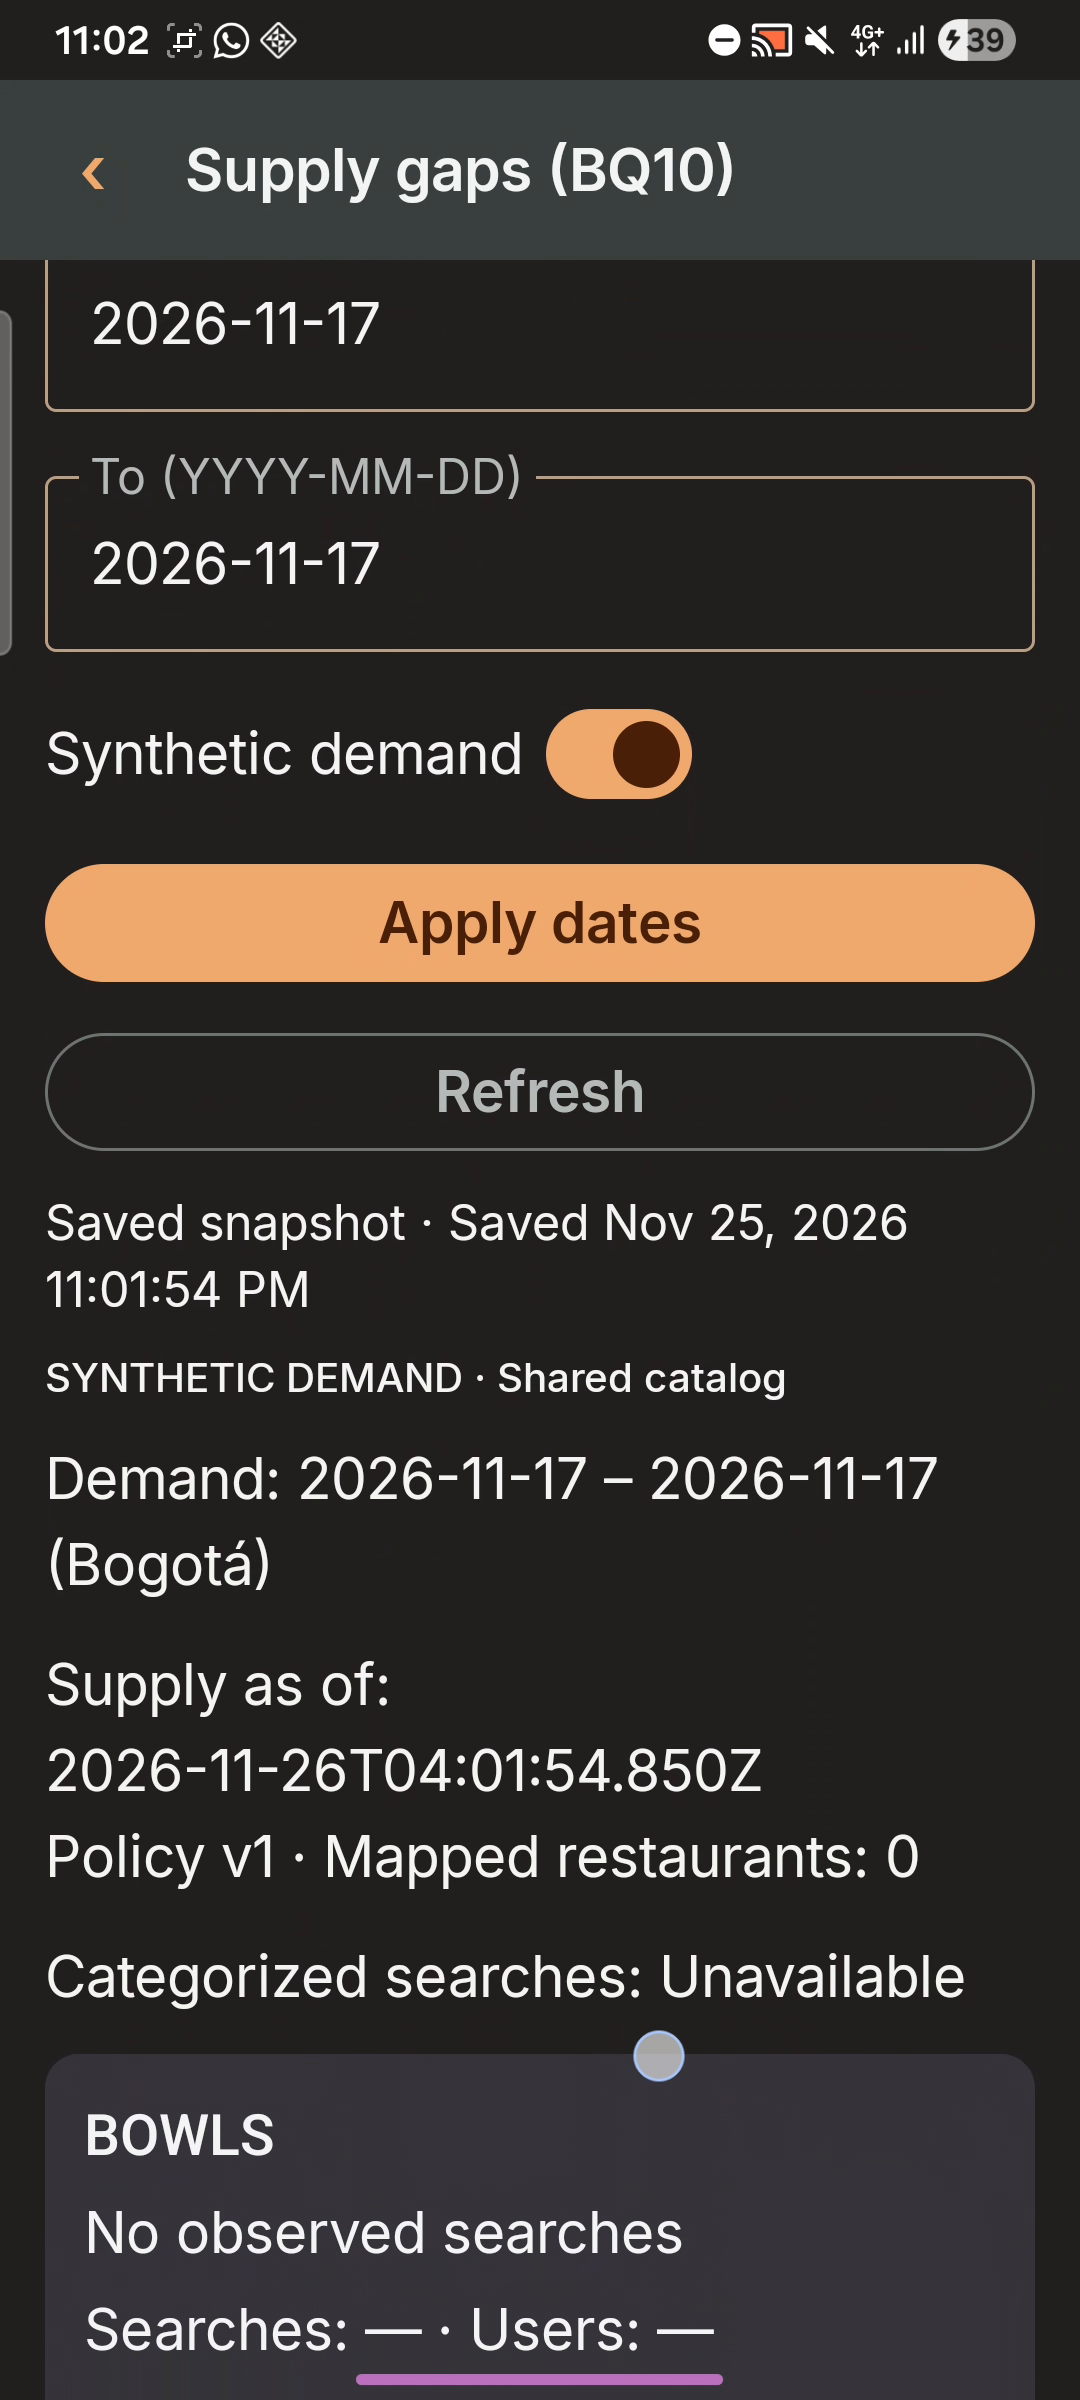 11:02
4G+
39
‹ Supply gaps (BQ10)
2026-11-17
To (YYYY-MM-DD)
2026-11-17
Synthetic demand
Apply dates
Refresh
Saved snapshot · Saved Nov 25, 2026
11:01:54 PM
SYNTHETIC DEMAND · Shared catalog
Demand: 2026-11-17 – 2026-11-17
(Bogotá)
Supply as of:
2026-11-26T04:01:54.850Z
Policy v1 · Mapped restaurants: 0
Categorized searches: Unavailable
BOWLS
No observed searches
Searches: — · Users: —